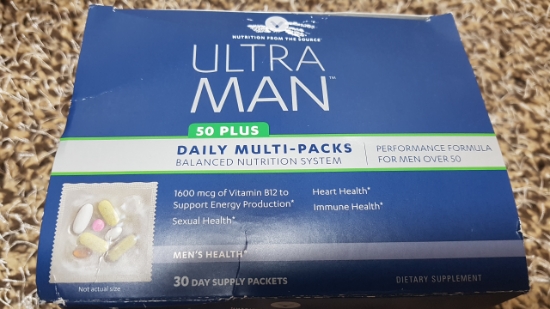 NUTRITION FROM THE SOURCE®
ULTRA
MAN™
50 PLUS
DAILY MULTI-PACKS
BALANCED NUTRITION SYSTEM
PERFORMANCE FORMULA
FOR MEN OVER 50
1600 mcg of Vitamin B12 to
Support Energy Production*
Sexual Health*
Heart Health*
Immune Health*
MEN'S HEALTH*
Not actual size
30 DAY SUPPLY PACKETS
DIETARY SUPPLEMENT